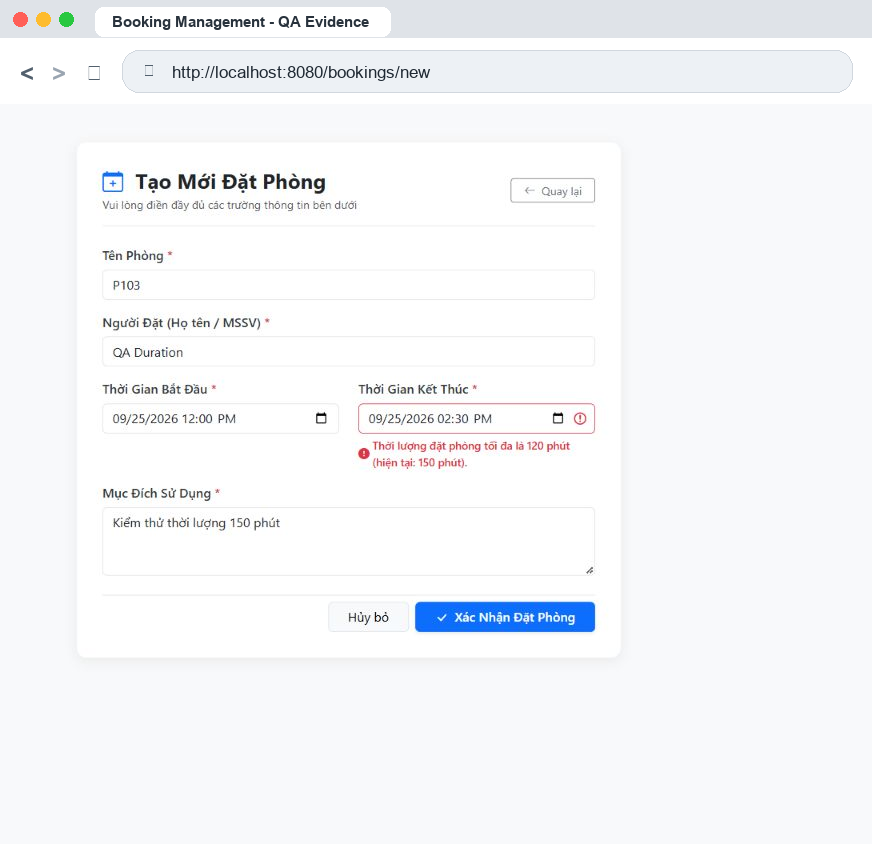 Booking Management - QA Evidence
http://localhost:8080/bookings/new
Tạo Mới Đặt Phòng
Vui lòng điền đầy đủ các trường thông tin bên dưới
← Quay lại
Tên Phòng *
P103
Người Đặt (Họ tên / MSSV) *
QA Duration
Thời Gian Bắt Đầu *
09/25/2026 12:00 PM
Thời Gian Kết Thúc *
09/25/2026 02:30 PM
Thời lượng đặt phòng tối đa là 120 phút
(hiện tại: 150 phút).
Mục Đích Sử Dụng *
Kiểm thử thời lượng 150 phút
Hủy bỏ
Xác Nhận Đặt Phòng